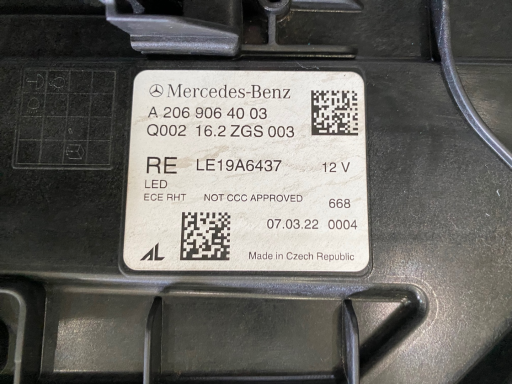 Mercedes-Benz
A 206 906 40 03
Q002 16.2 ZGS 003
RE LE19A6437 12 V
LED
ECE RHT NOT CCC APPROVED 668
07.03.22 0004
AL Made in Czech Republic